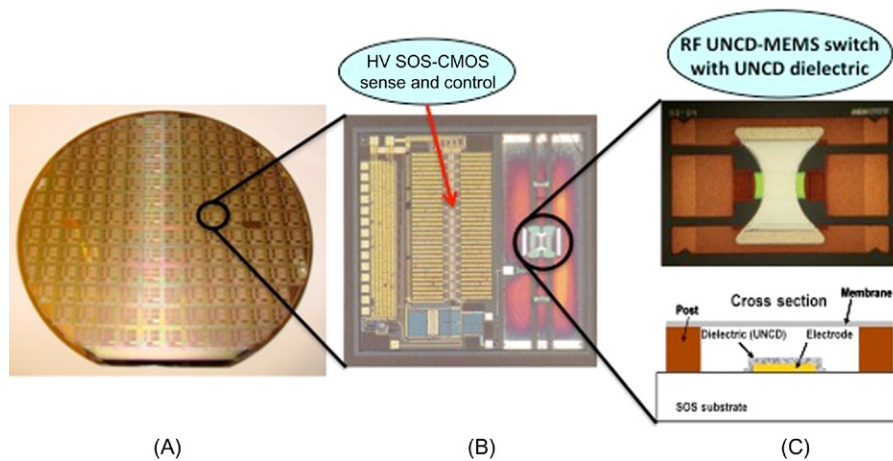 HV SOS-CMOS
sense and control
RF UNCD-MEMS switch
with UNCD dielectric
Cross section
Membrane
Post
Dielectric (UNCD)
Electrode
SOS substrate
(A)
(B)
(C)